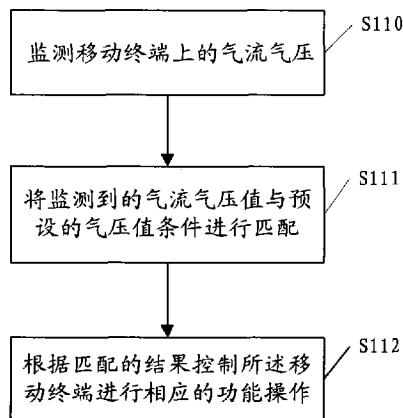 S110
监测移动终端上的气流气压
S111
将监测到的气流气压值与预
设的气压值条件进行匹配
S112
根据匹配的结果控制所述移
动终端进行相应的功能操作